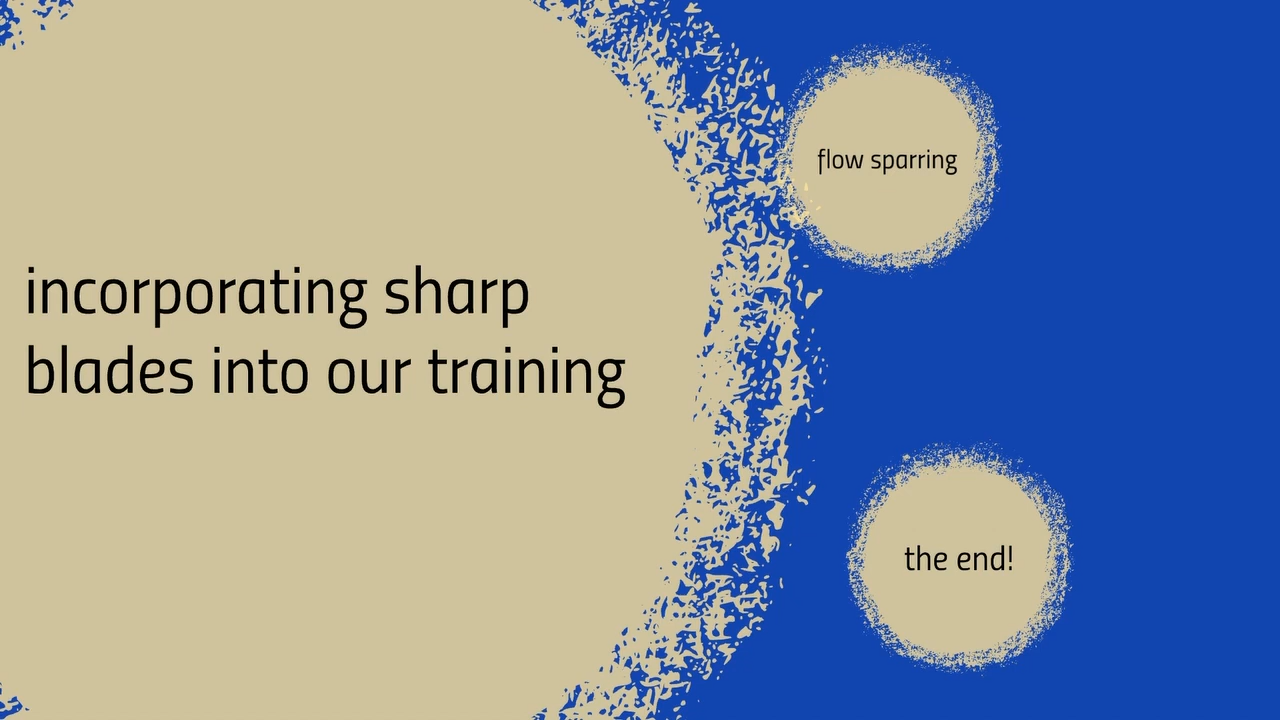 incorporating sharp
blades into our training
flow sparring
the end!